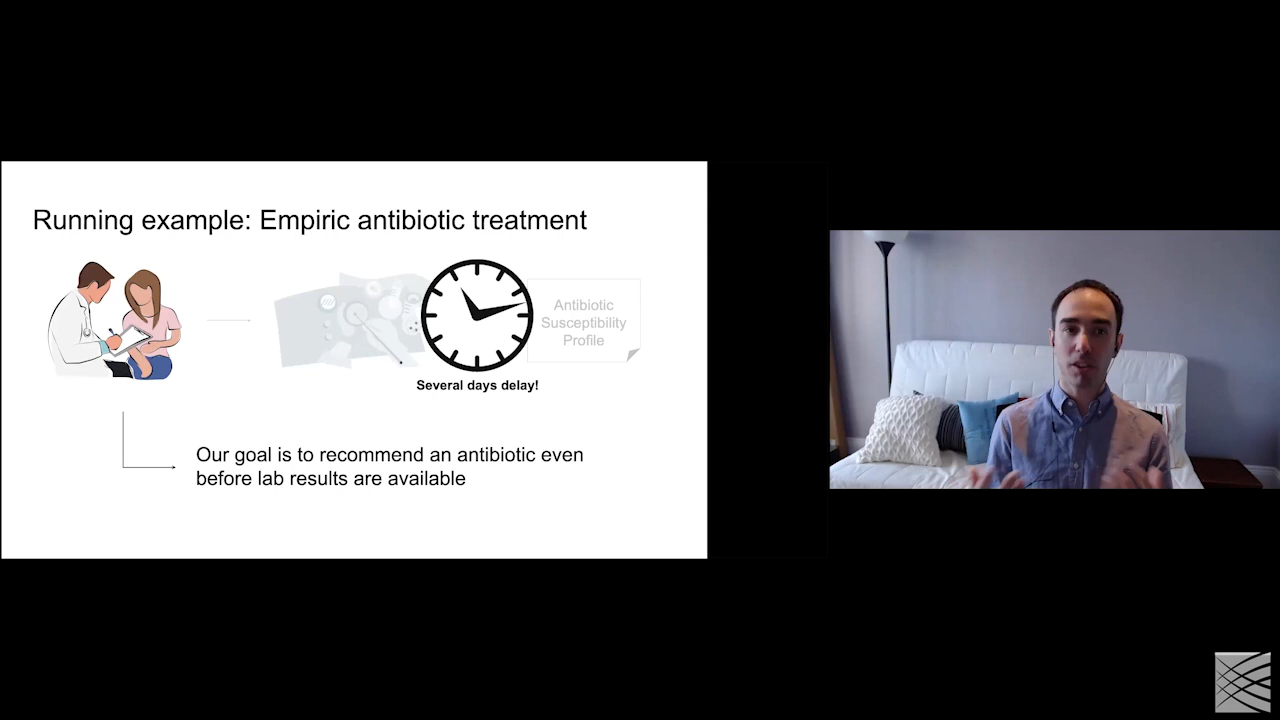 Running example: Empiric antibiotic treatment
Antibiotic
Susceptibility
Profile
Several days delay!
Our goal is to recommend an antibiotic even
before lab results are available